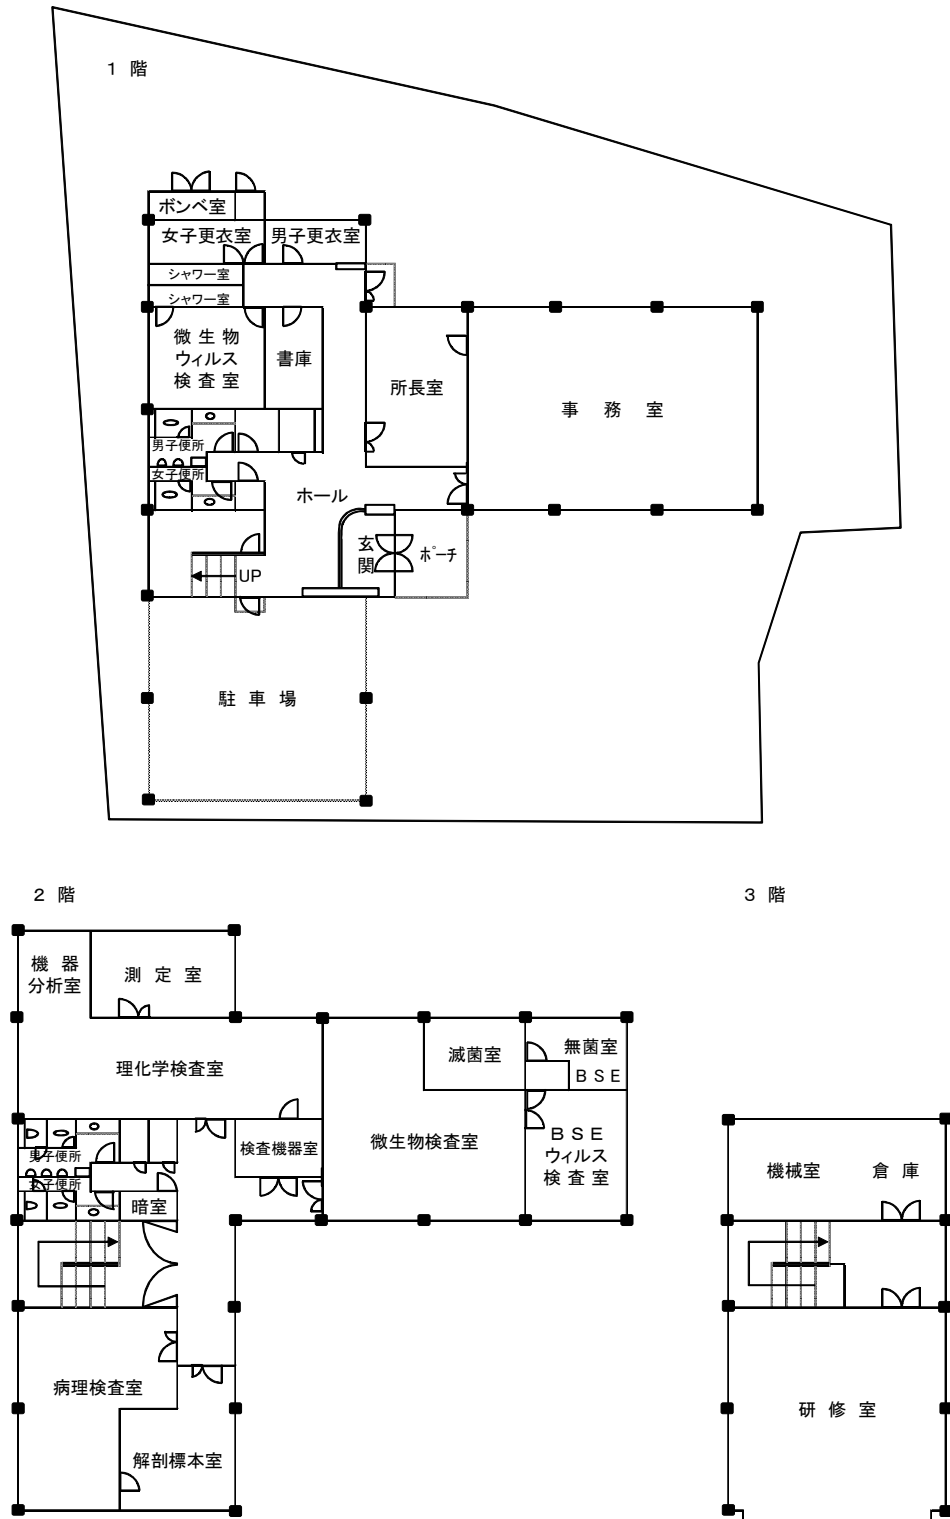 1 階
ボンベ室
女子更衣室
男子更衣室
シャワー室
シャワー室
微 生 物
ウィルス
検 査 室
書庫
所長室
事 務 室
男子便所
女子便所
ホール
玄
関
ポーチ
UP
駐 車 場
2 階
3 階
機 器
分析室
測 定 室
理化学検査室
滅菌室
無菌室
B S E
検査機器室
微生物検査室
B S E
ウィルス
検 査 室
男子便所
女子便所
暗室
機械室
倉 庫
病理検査室
解剖標本室
研 修 室